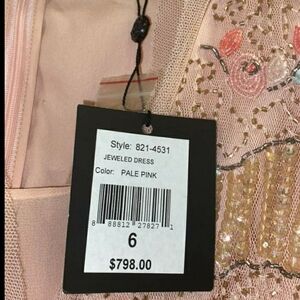 Style: 821-4531
JEWELED DRESS
Color: PALE PINK
8 88812 27827 1
6
$798.00